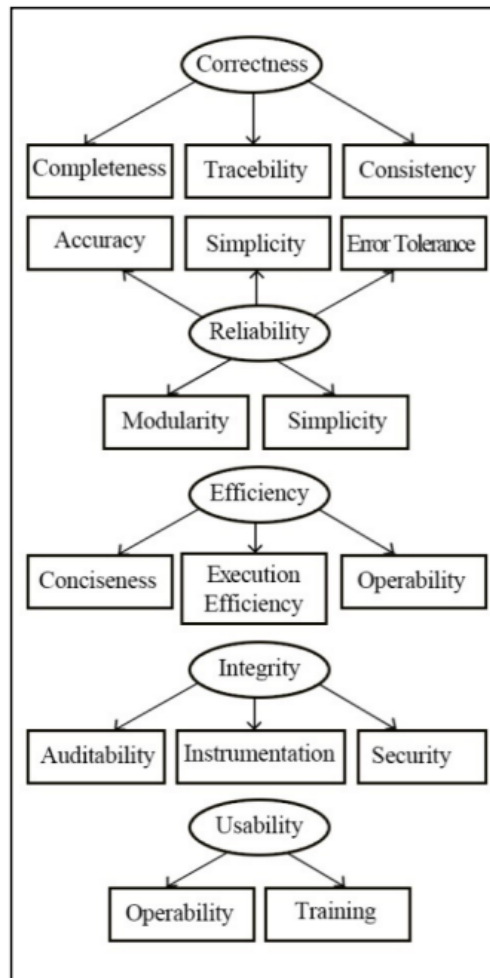 Correctness
Completeness
Tracebility
Consistency
Accuracy
Simplicity
Error Tolerance
Reliability
Modularity
Simplicity
Efficiency
Conciseness
Execution
Efficiency
Operability
Integrity
Auditability
Instrumentation
Security
Usability
Operability
Training